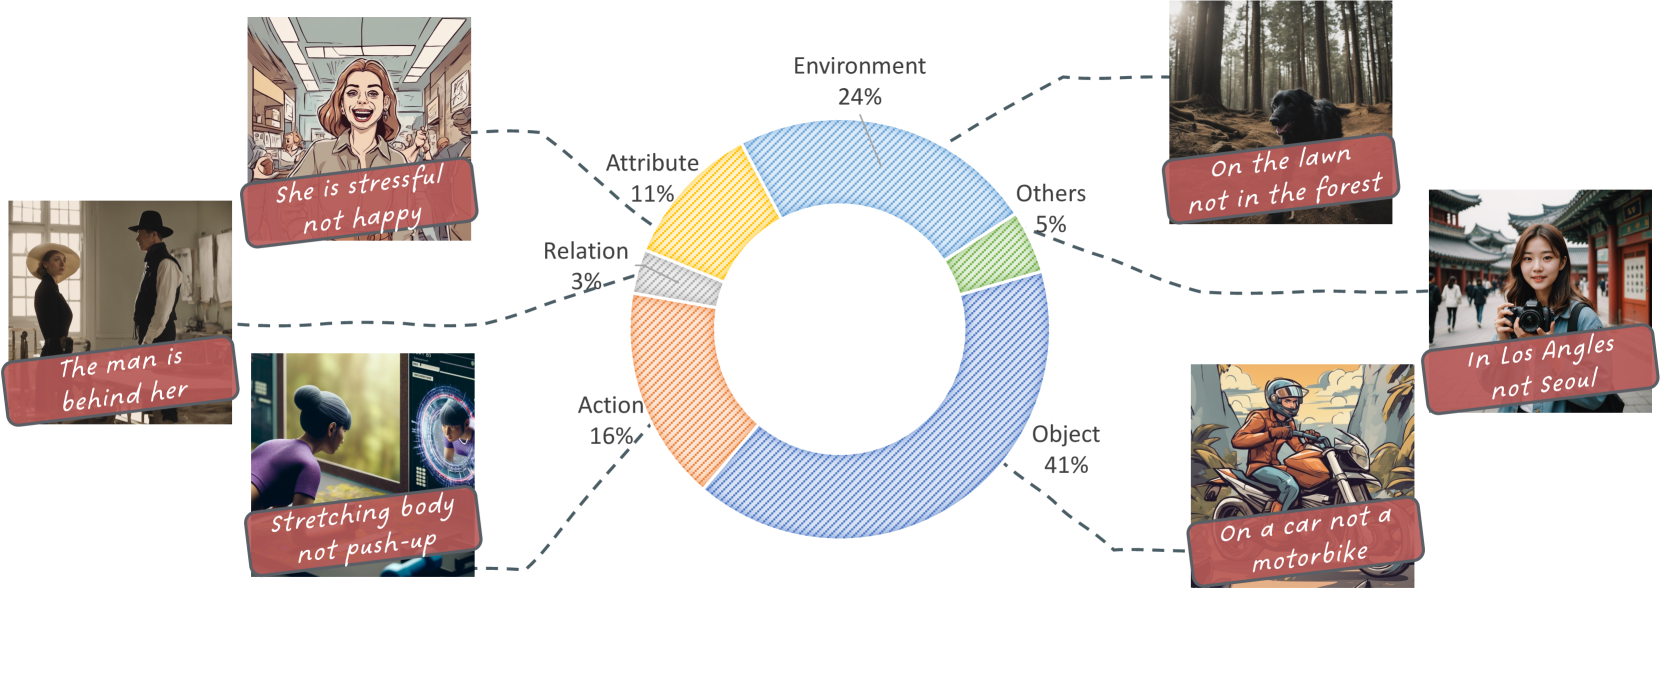 Environment
24%
Attribute
11%
Others
5%
Relation
3%
Action
16%
Object
41%
She is stressful
not happy
On the lawn
not in the forest
The man is
behind her
In Los Angles
not Seoul
Stretching body
not push-up
On a car not a
motorbike